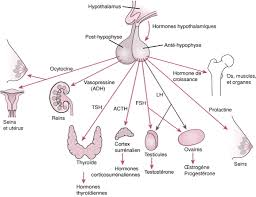 Hypothalamus
Hormones hypothalamiques
Post-hypophyse
Anté-hypophyse
Hormone de
croissance
Os, muscles,
et organes
Ocytocine
Vasopressine
(ADH)
Seins
et utérus
Reins
TSH
ACTH
FSH
LH
Prolactine
Seins
Thyroïde
Cortex
surrénalien
Testicules
Ovaires
Hormones
thyroïdiennes
Hormones
corticosurrénaliennes
Testostérone
Œstrogène
Progestérone